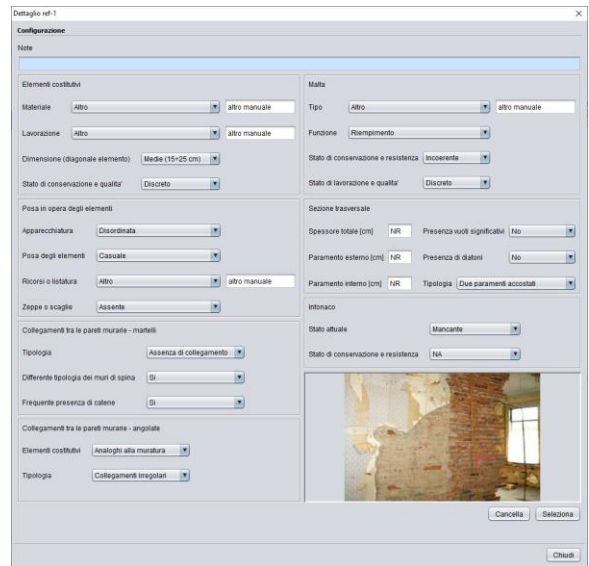 Dettaglio ref-1
Configurazione
Note
Elementi costitutivi
Materiale Altro altro manuale
Lavorazione Altro altro manuale
Dimensione (diagonale elemento) Medie (15÷25 cm)
Stato di conservazione e qualita' Discreto
Malta
Tipo Altro altro manuale
Funzione Riempimento
Stato di conservazione e resistenza Incoerente
Stato di lavorazione e qualita' Discreto
Posa in opera degli elementi
Apparecchiatura Disordinata
Posa degli elementi Casuale
Ricorsi o listatura Altro altro manuale
Zeppe o scaglie Assente
Sezione trasversale
Spessore totale [cm] NR Presenza vuoti significativi No
Paramento esterno [cm] NR Presenza di diatoni No
Paramento interno [cm] NR Tipologia Due paramenti accostati
Intonaco
Stato attuale Mancante
Stato di conservazione e resistenza NA
Collegamenti tra le pareti murarie - martelli
Tipologia Assenza di collegamento
Differente tipologia dei muri di spina Si
Frequente presenza di catene Si
Collegamenti tra le pareti murarie - angolate
Elementi costitutivi Analoghi alla muratura
Tipologia Collegamenti irregolari
Cancella Seleziona
Chiudi